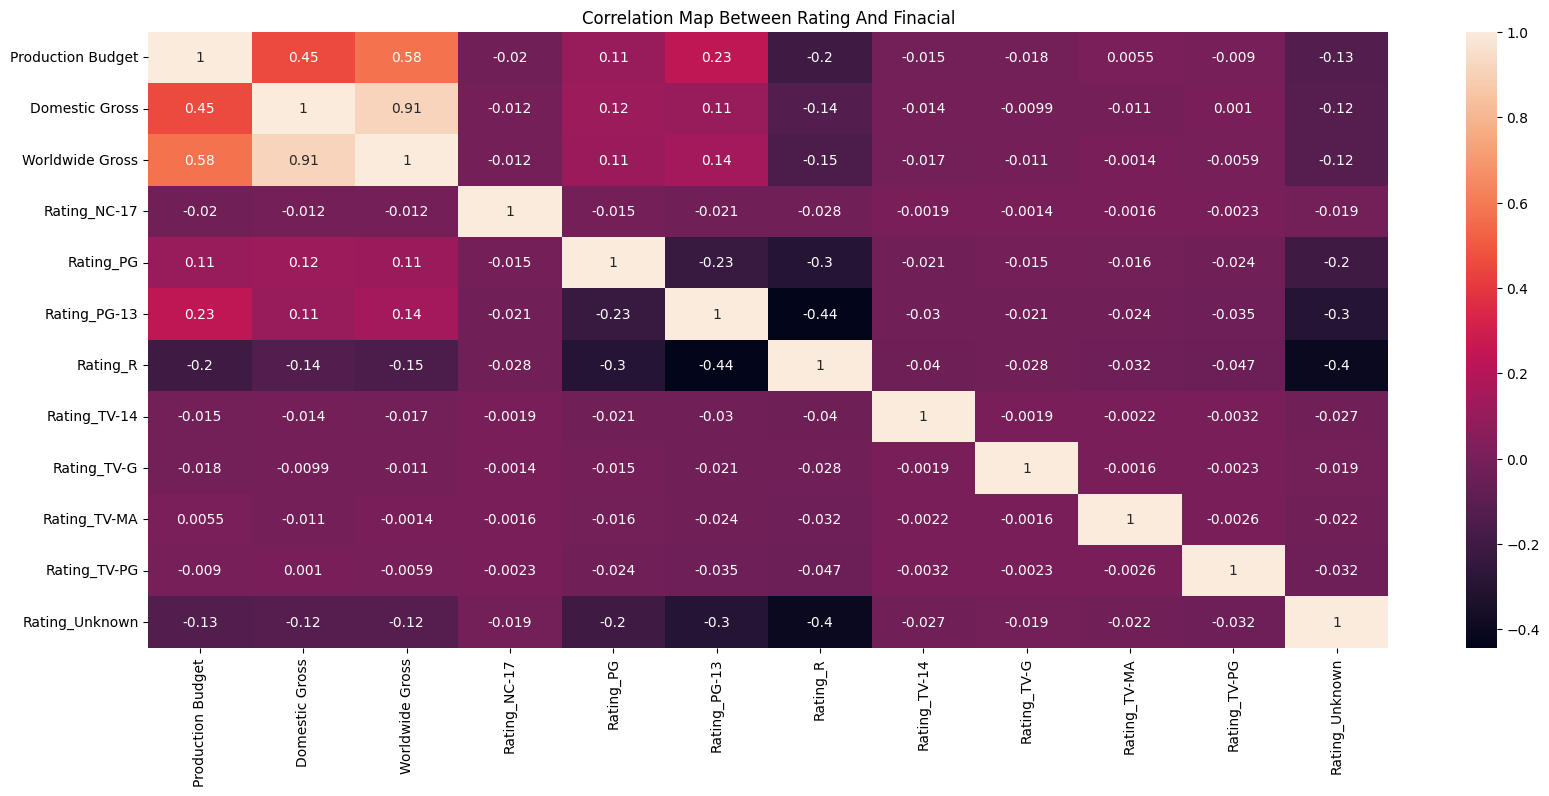 Correlation Map Between Rating And Finacial
Production Budget 1 0.45 0.58 -0.02 0.11 0.23 -0.2 -0.015 -0.018 0.0055 -0.009 -0.13
Domestic Gross 0.45 1 0.91 -0.012 0.12 0.11 -0.14 -0.014 -0.0099 -0.011 0.001 -0.12
Worldwide Gross 0.58 0.91 1 -0.012 0.11 0.14 -0.15 -0.017 -0.011 -0.0014 -0.0059 -0.12
Rating_NC-17 -0.02 -0.012 -0.012 1 -0.015 -0.021 -0.028 -0.0019 -0.0014 -0.0016 -0.0023 -0.019
Rating_PG 0.11 0.12 0.11 -0.015 1 -0.23 -0.3 -0.021 -0.015 -0.016 -0.024 -0.2
Rating_PG-13 0.23 0.11 0.14 -0.021 -0.23 1 -0.44 -0.03 -0.021 -0.024 -0.035 -0.3
Rating_R -0.2 -0.14 -0.15 -0.028 -0.3 -0.44 1 -0.04 -0.028 -0.032 -0.047 -0.4
Rating_TV-14 -0.015 -0.014 -0.017 -0.0019 -0.021 -0.03 -0.04 1 -0.0019 -0.0022 -0.0032 -0.027
Rating_TV-G -0.018 -0.0099 -0.011 -0.0014 -0.015 -0.021 -0.028 -0.0019 1 -0.0016 -0.0023 -0.019
Rating_TV-MA 0.0055 -0.011 -0.0014 -0.0016 -0.016 -0.024 -0.032 -0.0022 -0.0016 1 -0.0026 -0.022
Rating_TV-PG -0.009 0.001 -0.0059 -0.0023 -0.024 -0.035 -0.047 -0.0032 -0.0023 -0.0026 1 -0.032
Rating_Unknown -0.13 -0.12 -0.12 -0.019 -0.2 -0.3 -0.4 -0.027 -0.019 -0.022 -0.032 1
Production Budget
Domestic Gross
Worldwide Gross
Rating_NC-17
Rating_PG
Rating_PG-13
Rating_R
Rating_TV-14
Rating_TV-G
Rating_TV-MA
Rating_TV-PG
Rating_Unknown
1.0
0.8
0.6
0.4
0.2
0.0
−0.2
−0.4